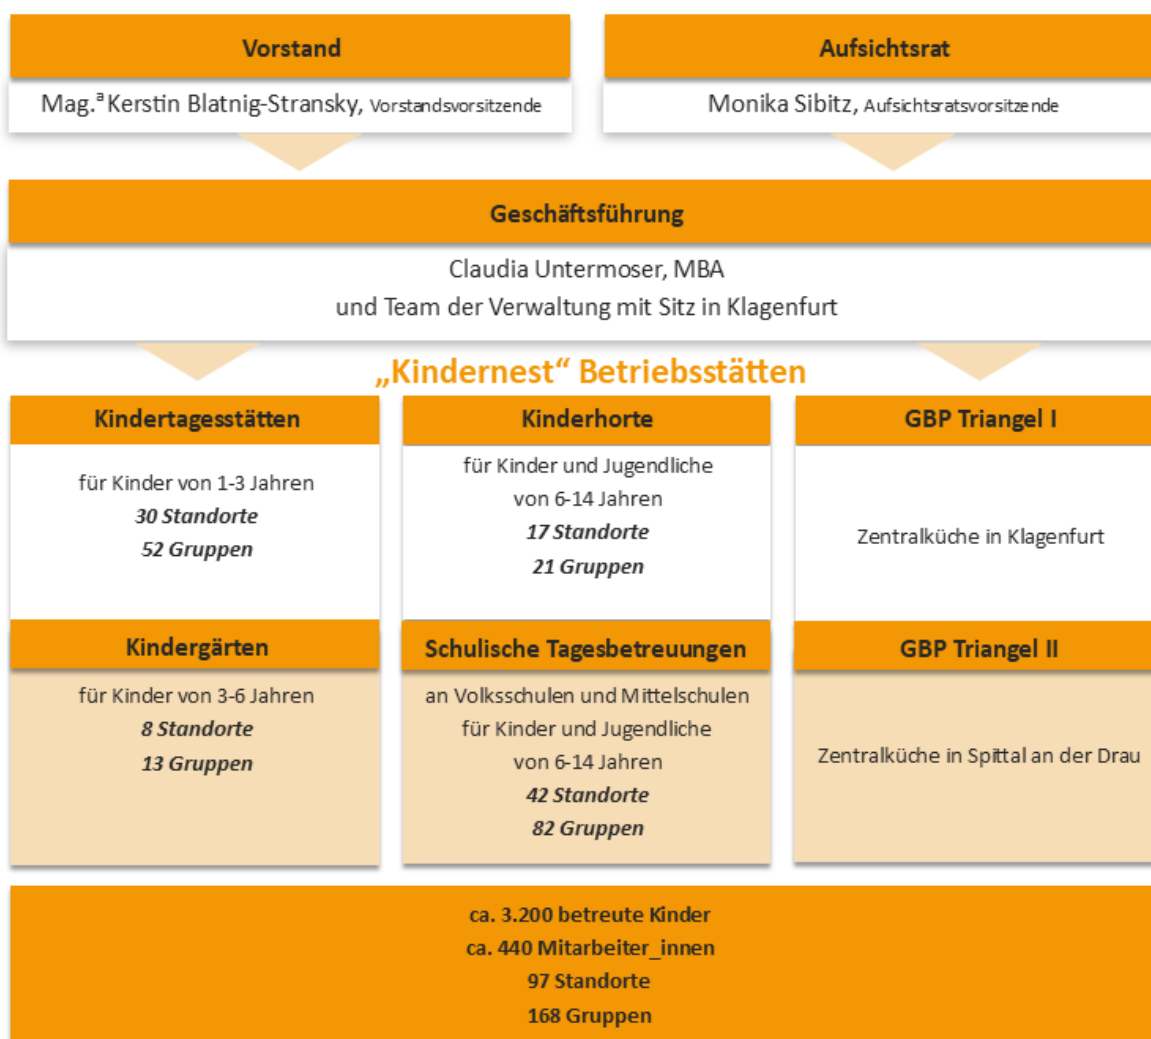 Vorstand
Mag.ª Kerstin Blatnig-Stransky, Vorstandsvorsitzende
Aufsichtsrat
Monika Sibitz, Aufsichtsratsvorsitzende
Geschäftsführung
Claudia Untermoser, MBA
und Team der Verwaltung mit Sitz in Klagenfurt
„Kindernest“ Betriebsstätten
Kindertagesstätten
für Kinder von 1-3 Jahren
30 Standorte
52 Gruppen
Kinderhorte
für Kinder und Jugendliche
von 6-14 Jahren
17 Standorte
21 Gruppen
GBP Triangel I
Zentralküche in Klagenfurt
Kindergärten
für Kinder von 3-6 Jahren
8 Standorte
13 Gruppen
Schulische Tagesbetreuungen
an Volksschulen und Mittelschulen
für Kinder und Jugendliche
von 6-14 Jahren
42 Standorte
82 Gruppen
GBP Triangel II
Zentralküche in Spittal an der Drau
ca. 3.200 betreute Kinder
ca. 440 Mitarbeiter_innen
97 Standorte
168 Gruppen